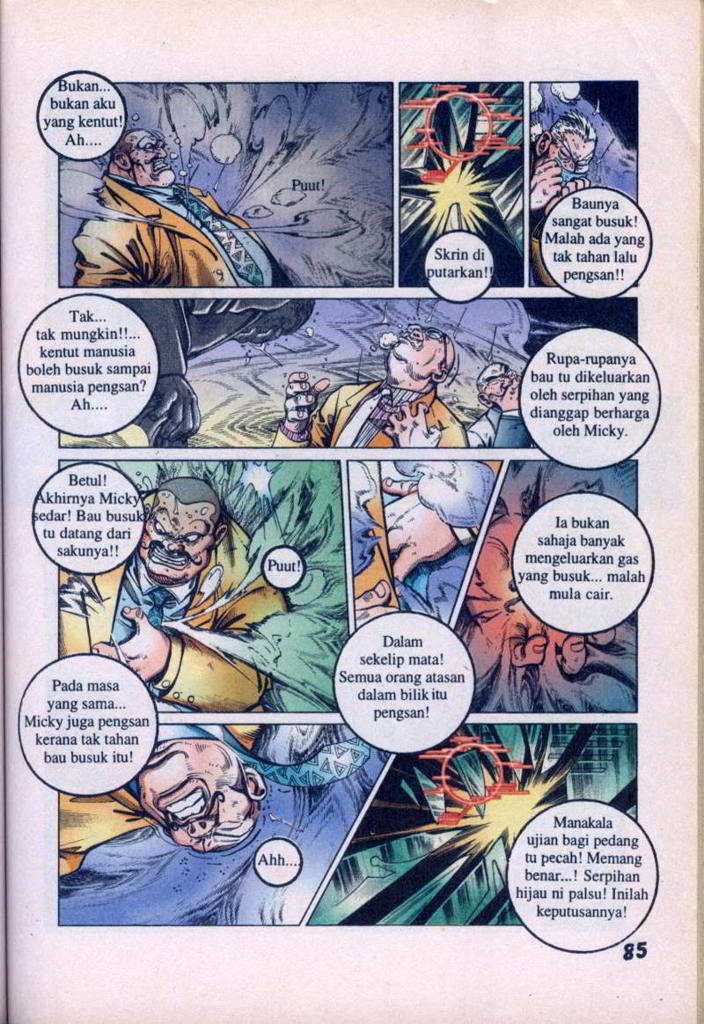 Bukan...
bukan aku
yang kentut!
Ah....
Puut!
Skrin di
putarkan!!
Baunya
sangat busuk!
Malah ada yang
tak tahan lalu
pengsan!!
Tak...
tak mungkin!!...
kentut manusia
boleh busuk sampai
manusia pengsan?
Ah....
Rupa-rupanya
bau tu dikeluarkan
oleh serpihan yang
dianggap berharga
oleh Micky.
Betul!
Akhirnya Micky
sedar! Bau busuk
tu datang dari
sakunya!!
Puut!
Ia bukan
sahaja banyak
mengeluarkan gas
yang busuk... malah
mula cair.
Dalam
sekelip mata!
Semua orang atasan
dalam bilik itu
pengsan!
Pada masa
yang sama...
Micky juga pengsan
kerana tak tahan
bau busuk itu!
Ahh....
Manakala
ujian bagi pedang
tu pecah! Memang
benar...! Serpihan
hijau ni palsu! Inilah
keputusannya!
85